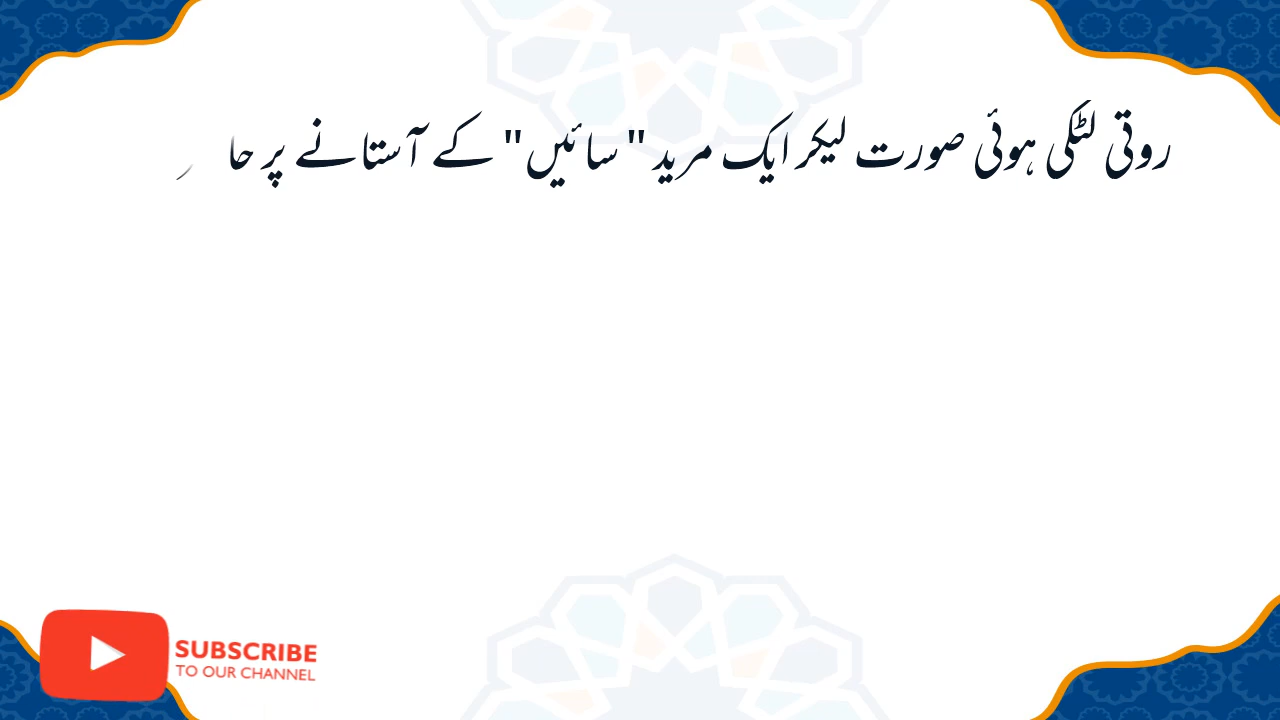 روتی لٹکی ہوئی صورت لیکر ایک مرید "سائیں" کے آستانے پر حا
SUBSCRIBE
TO OUR CHANNEL